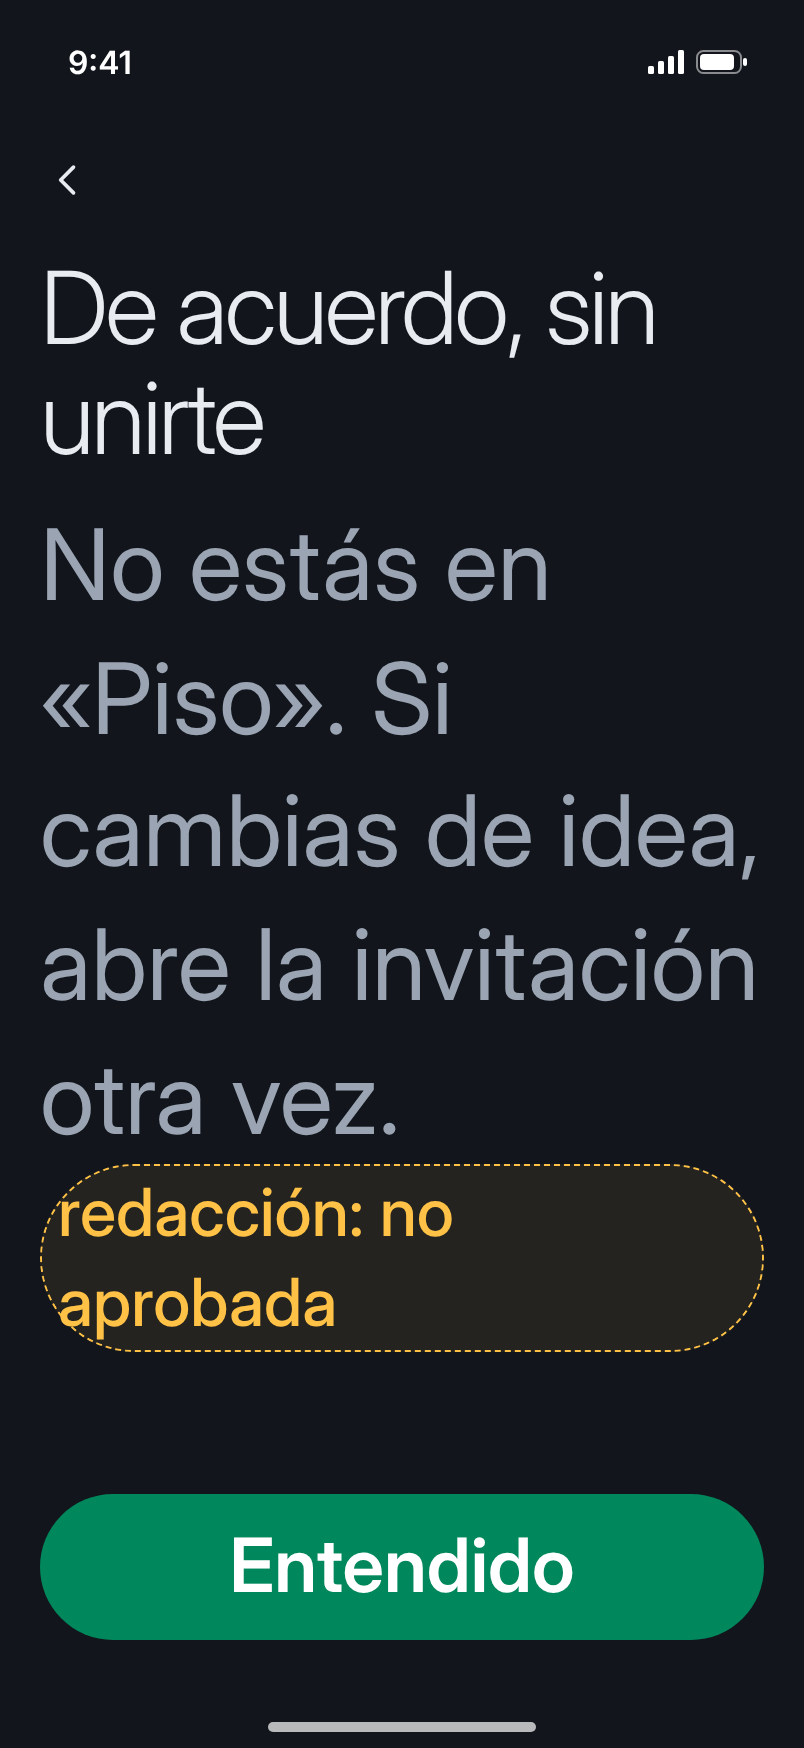 9:41
De acuerdo, sin
unirte
No estás en
«Piso». Si
cambias de idea,
abre la invitación
otra vez.
redacción: no
aprobada
Entendido